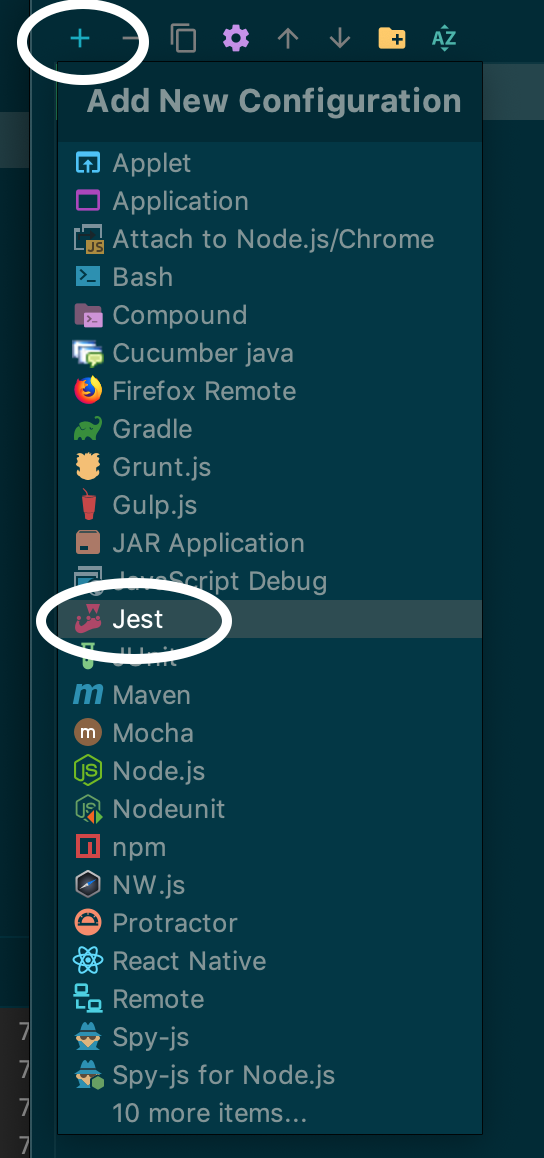 Add New Configuration
Applet
Application
Attach to Node.js/Chrome
Bash
Compound
Cucumber java
Firefox Remote
Gradle
Grunt.js
Gulp.js
JAR Application
JavaScript Debug
Jest
JUnit
Maven
Mocha
Node.js
Nodeunit
npm
NW.js
Protractor
React Native
Remote
Spy-js
Spy-js for Node.js
10 more items...
7
7
7
7